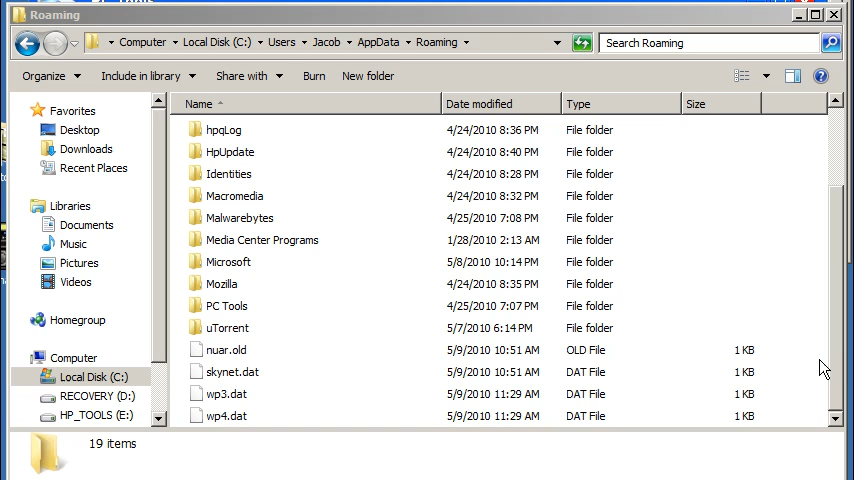 Roaming
Computer Local Disk (C:) Users Jacob AppData Roaming
Search Roaming
Organize Include in library Share with Burn New folder
Name Date modified Type Size
Favorites
Desktop
Downloads
Recent Places
Libraries
Documents
Music
Pictures
Videos
Homegroup
Computer
Local Disk (C:)
RECOVERY (D:)
HP_TOOLS (E:)
hpqLog 4/24/2010 8:36 PM File folder
HpUpdate 4/24/2010 8:40 PM File folder
Identities 4/24/2010 8:28 PM File folder
Macromedia 4/24/2010 8:32 PM File folder
Malwarebytes 4/25/2010 7:08 PM File folder
Media Center Programs 1/28/2010 2:13 AM File folder
Microsoft 5/8/2010 10:14 PM File folder
Mozilla 4/24/2010 8:35 PM File folder
PC Tools 4/25/2010 7:07 PM File folder
uTorrent 5/7/2010 6:14 PM File folder
nuar.old 5/9/2010 10:51 AM OLD File 1 KB
skynet.dat 5/9/2010 10:51 AM DAT File 1 KB
wp3.dat 5/9/2010 11:29 AM DAT File 1 KB
wp4.dat 5/9/2010 11:29 AM DAT File 1 KB
19 items